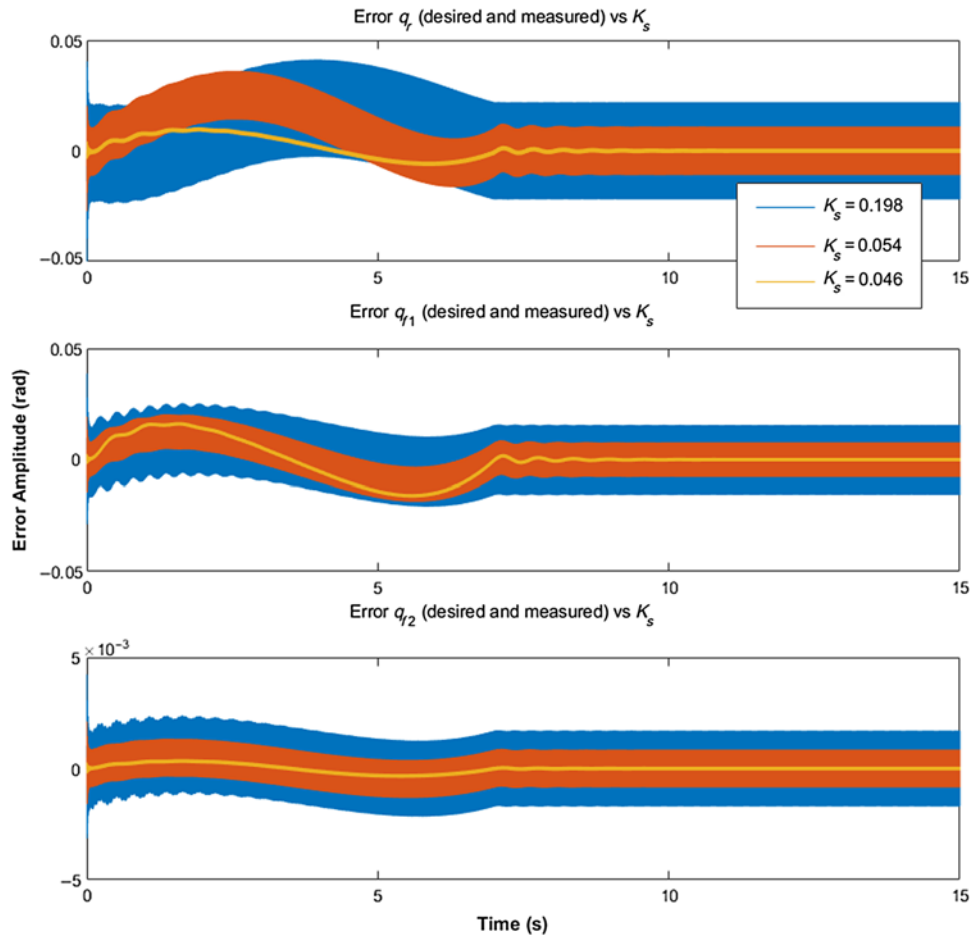 Error q_r (desired and measured) vs K_s
0.05
0
−0.05
0
5
10
15
K_s = 0.198
K_s = 0.054
K_s = 0.046
Error q_f1 (desired and measured) vs K_s
0.05
0
−0.05
0
5
10
15
Error Amplitude (rad)
Error q_f2 (desired and measured) vs K_s
5 × 10⁻³
0
−5
0
5
10
15
Time (s)